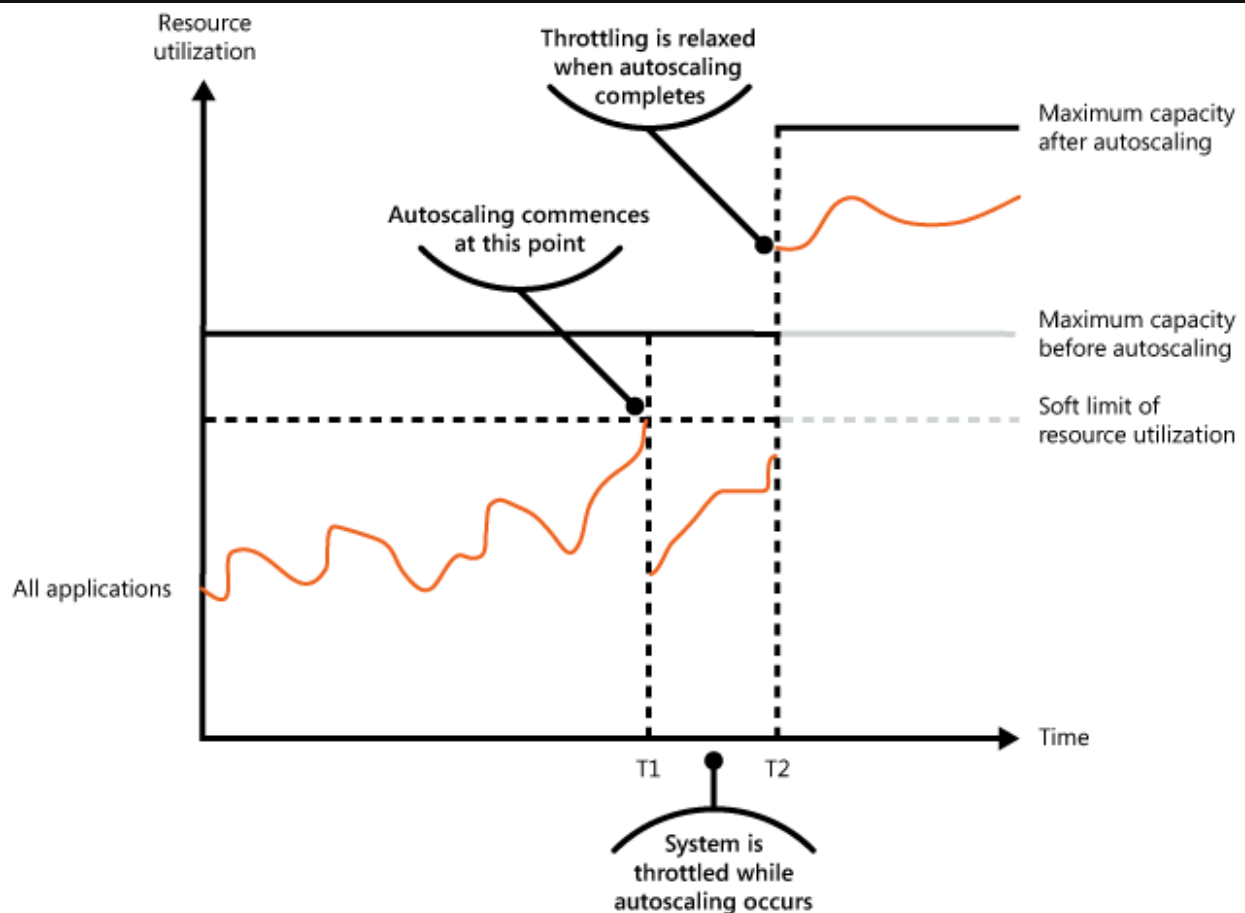 Resource
utilization
Throttling is relaxed
when autoscaling
completes
Maximum capacity
after autoscaling
Autoscaling commences
at this point
Maximum capacity
before autoscaling
Soft limit of
resource utilization
All applications
Time
T1
T2
System is
throttled while
autoscaling occurs